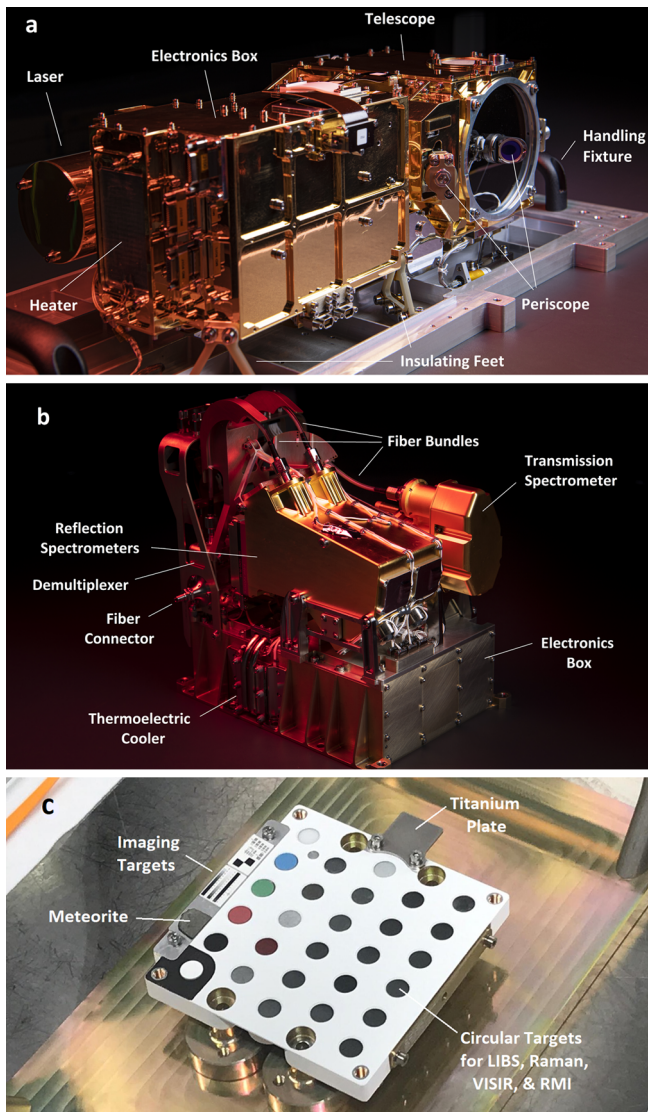 a
Telescope
Electronics Box
Laser
Handling
Fixture
Heater
Periscope
Insulating Feet
b
Fiber Bundles
Transmission
Spectrometer
Reflection
Spectrometers
Demultiplexer
Fiber
Connector
Electronics
Box
Thermoelectric
Cooler
c
Titanium
Plate
Imaging
Targets
Meteorite
Circular Targets
for LIBS, Raman,
VISIR, & RMI